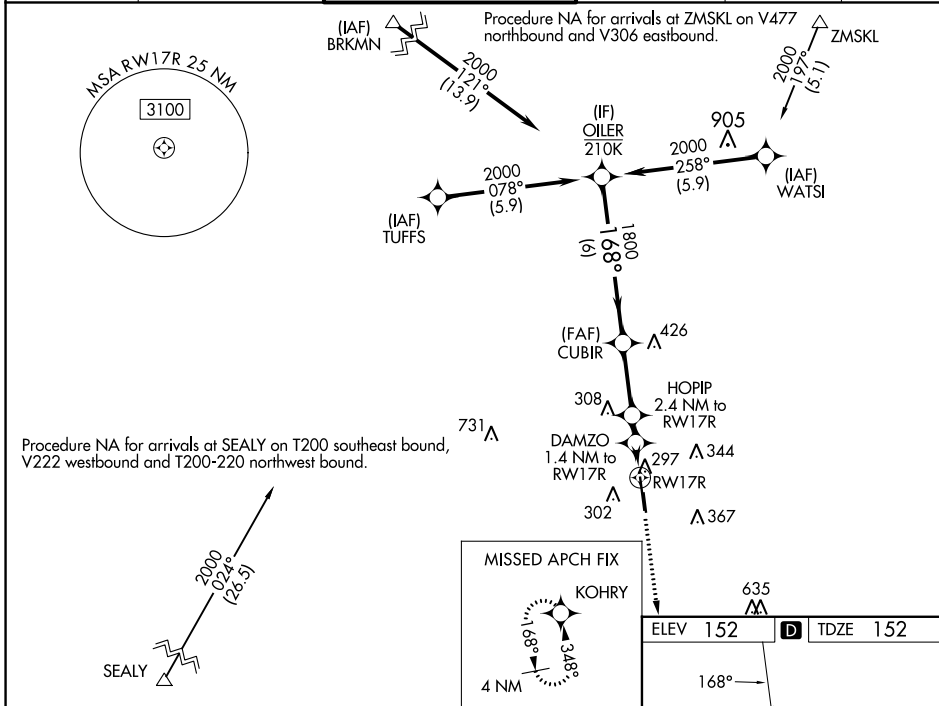 MSA RW17R 25 NM
3100
(IAF)
BRKMN
2000
121°
(13.9)
Procedure NA for arrivals at ZMSKL on V477
northbound and V306 eastbound.
ZMSKL
2000
197°
(5.1)
(IF)
OILER
210K
905
2000
258°
(5.9)
(IAF)
WATSI
2000
078°
(5.9)
(IAF)
TUFFS
1800
168°
(6)
(FAF)
CUBIR
426
HOPIP
2.4 NM to
RW17R
308
731
DAMZO
1.4 NM to
RW17R
344
297
RW17R
302
367
Procedure NA for arrivals at SEALY on T200 southeast bound,
V222 westbound and T200-220 northwest bound.
2000
024°
(26.5)
SEALY
MISSED APCH FIX
KOHRY
168°
348°
4 NM
635
ELEV 152 D TDZE 152
168°